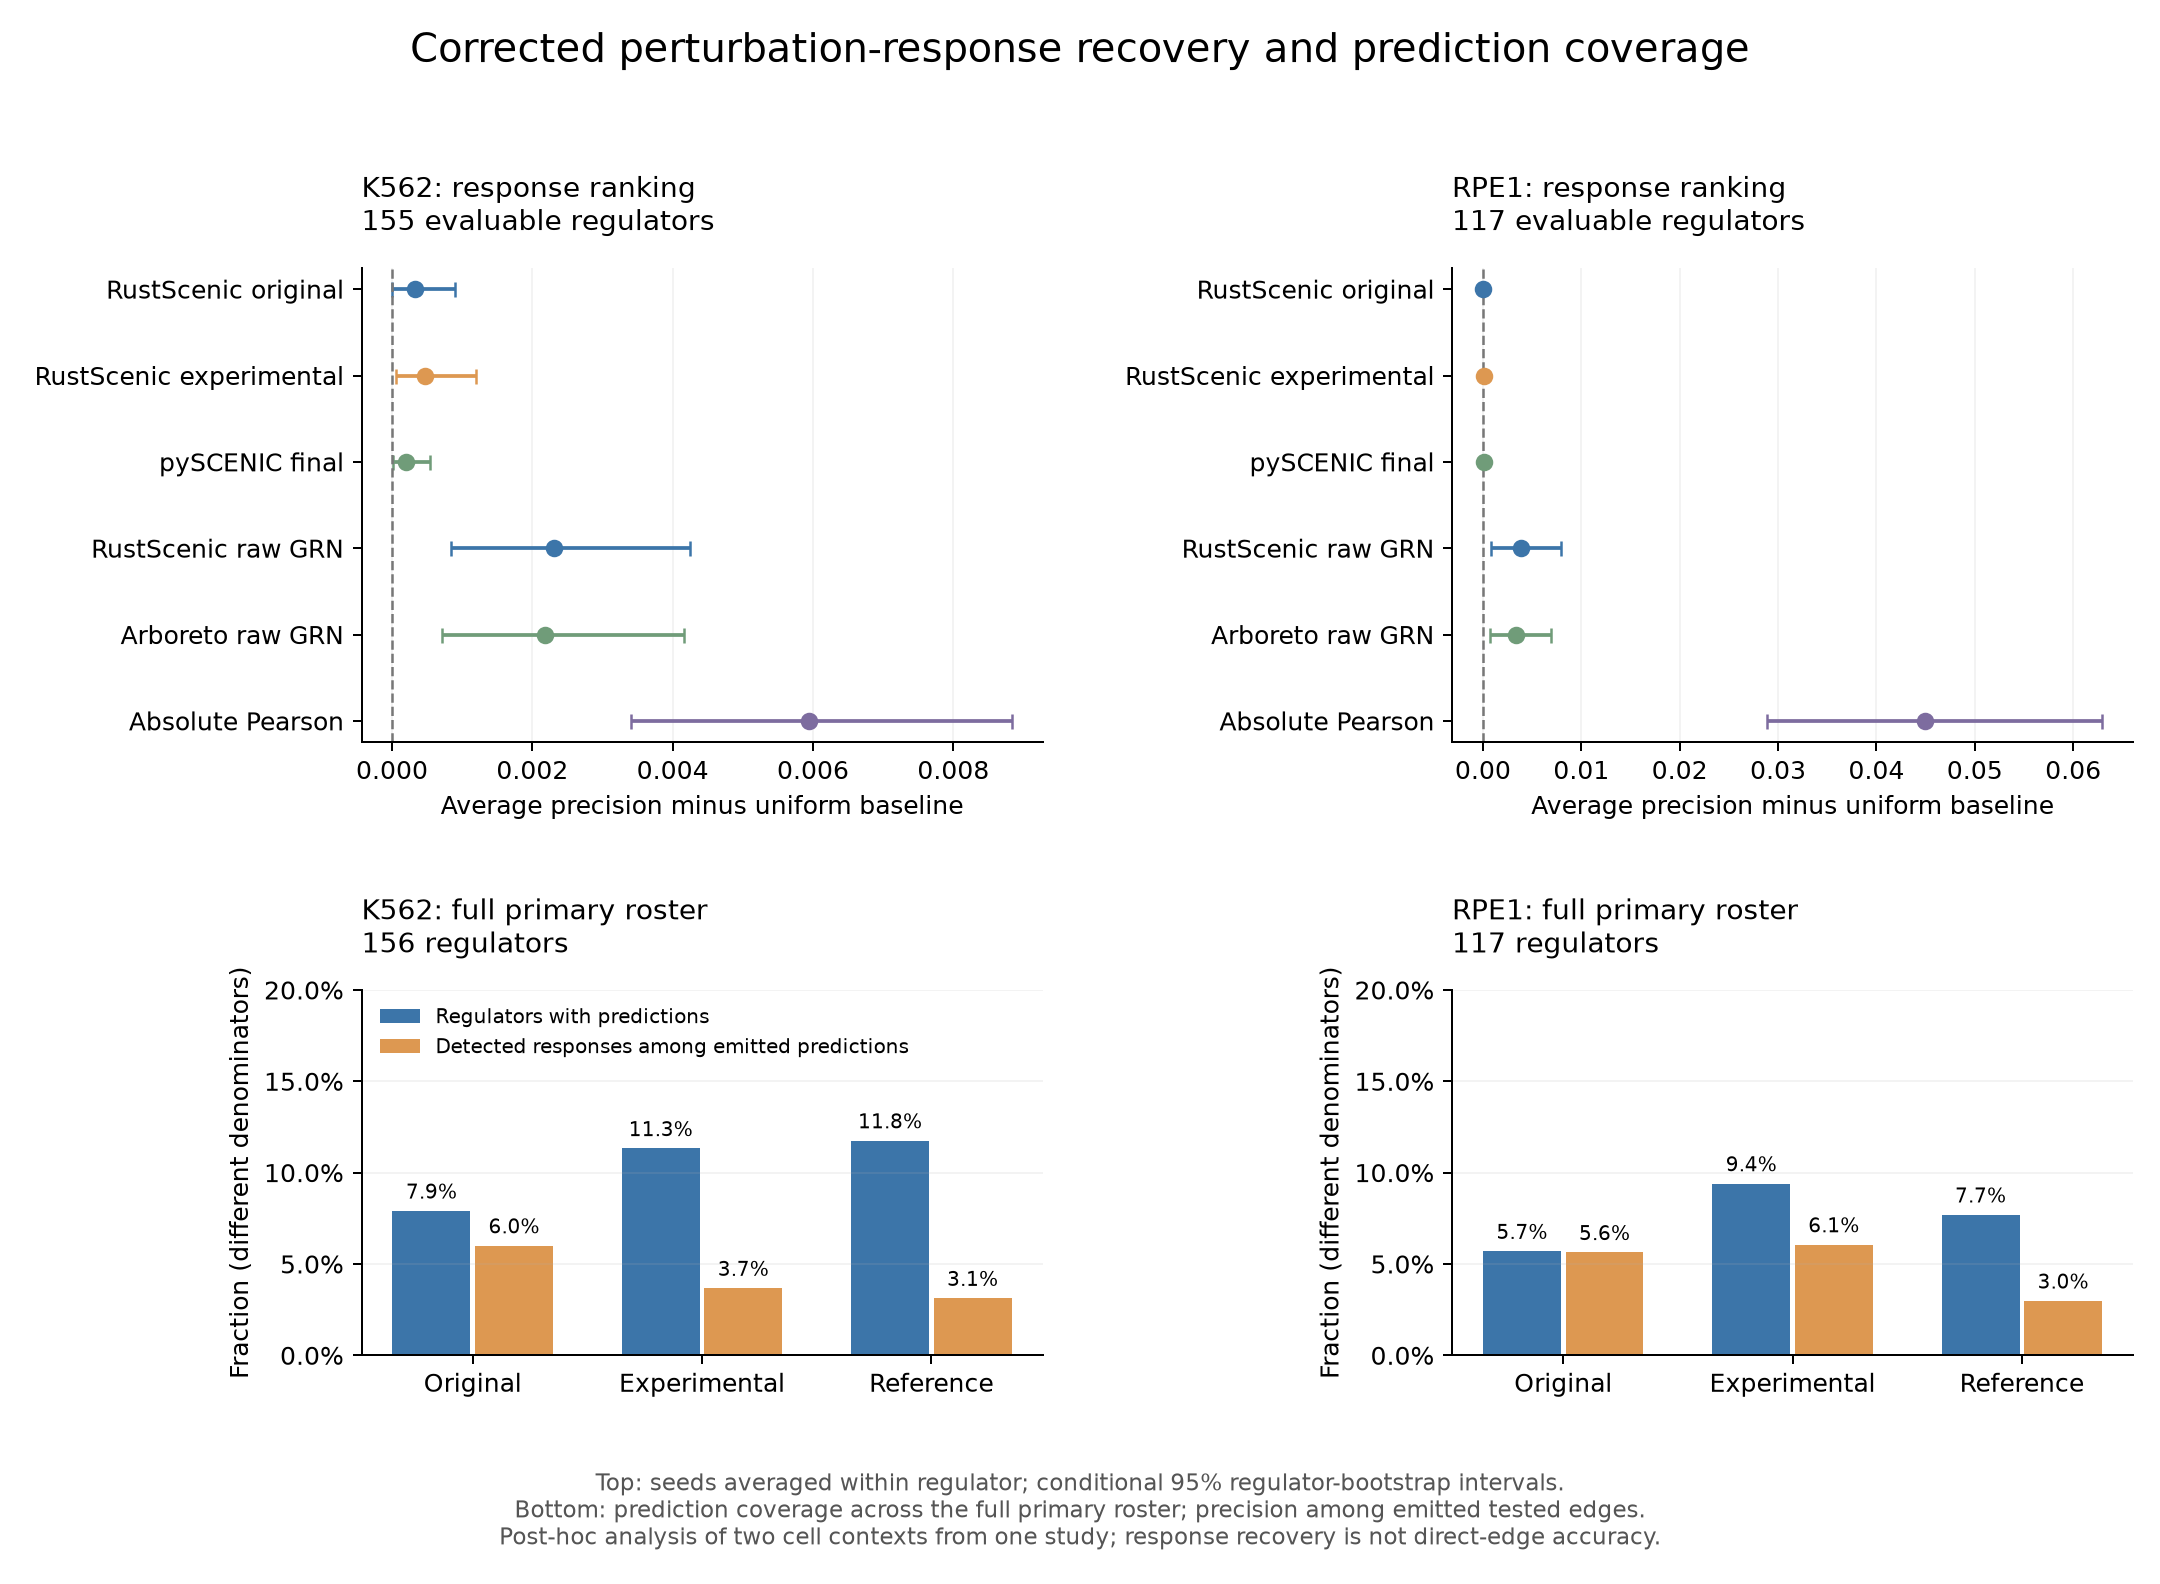 Corrected perturbation-response recovery and prediction coverage
K562: response ranking
155 evaluable regulators
RustScenic original
RustScenic experimental
pySCENIC final
RustScenic raw GRN
Arboreto raw GRN
Absolute Pearson
0.000 0.002 0.004 0.006 0.008
Average precision minus uniform baseline
RPE1: response ranking
117 evaluable regulators
RustScenic original
RustScenic experimental
pySCENIC final
RustScenic raw GRN
Arboreto raw GRN
Absolute Pearson
0.00 0.01 0.02 0.03 0.04 0.05 0.06
Average precision minus uniform baseline
K562: full primary roster
156 regulators
Fraction (different denominators)
20.0%
15.0%
10.0%
5.0%
0.0%
Regulators with predictions
Detected responses among emitted predictions
7.9% 6.0% 11.3% 3.7% 11.8% 3.1%
Original Experimental Reference
RPE1: full primary roster
117 regulators
Fraction (different denominators)
20.0%
15.0%
10.0%
5.0%
0.0%
5.7% 5.6% 9.4% 6.1% 7.7% 3.0%
Original Experimental Reference
Top: seeds averaged within regulator; conditional 95% regulator-bootstrap intervals.
Bottom: prediction coverage across the full primary roster; precision among emitted tested edges.
Post-hoc analysis of two cell contexts from one study; response recovery is not direct-edge accuracy.